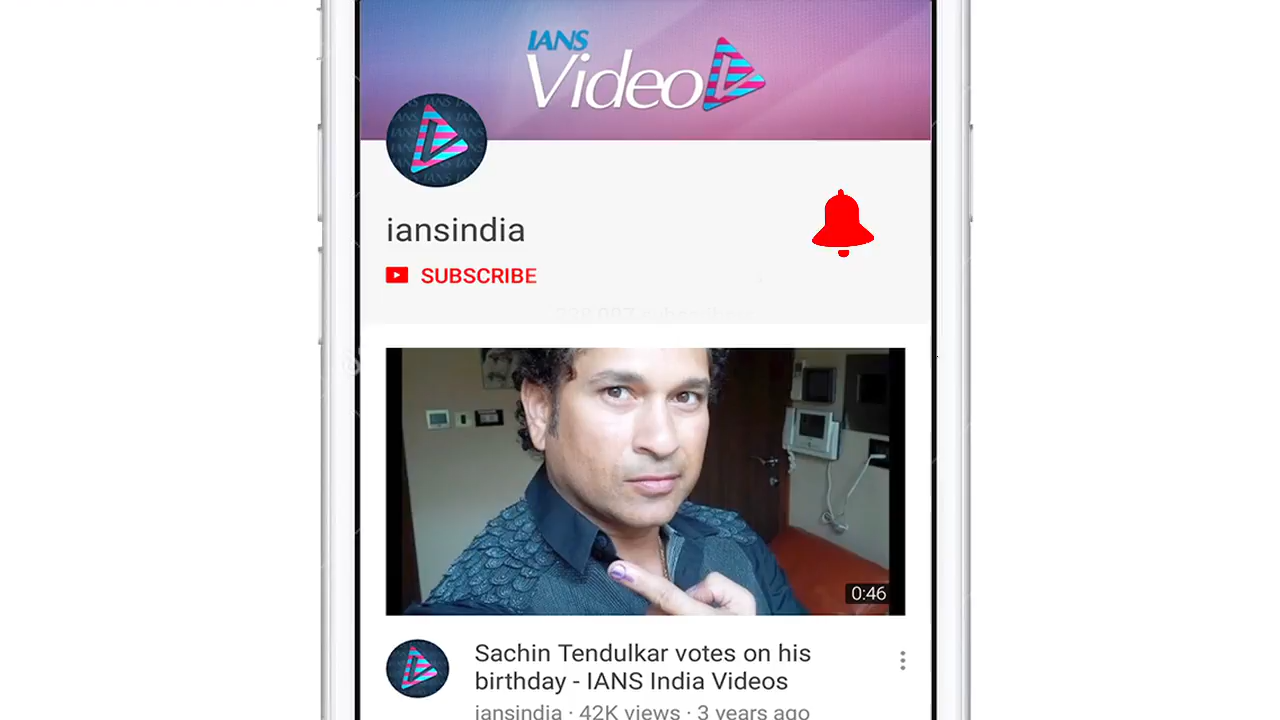 IANS
Video
iansindia
SUBSCRIBE
0:46
Sachin Tendulkar votes on his
birthday - IANS India Videos
iansindia · 42K views · 3 years ago